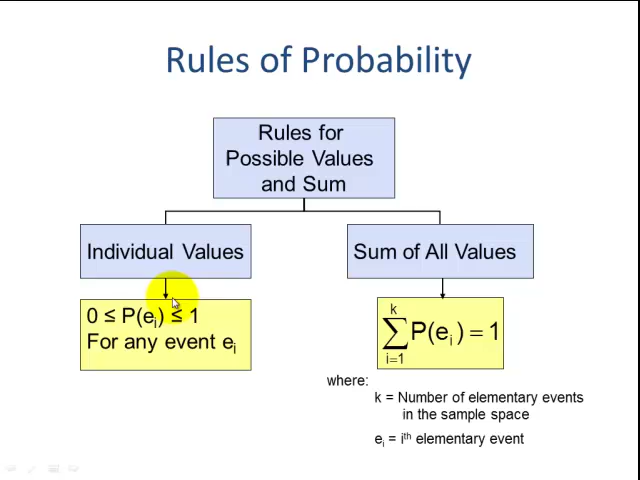 Rules of Probability
Rules for
Possible Values
and Sum
Individual Values
Sum of All Values
0 ≤ P(eᵢ) ≤ 1
For any event eᵢ
k
∑ P(eᵢ) = 1
i=1
where:
k = Number of elementary events
in the sample space
eᵢ = iᵗʰ elementary event